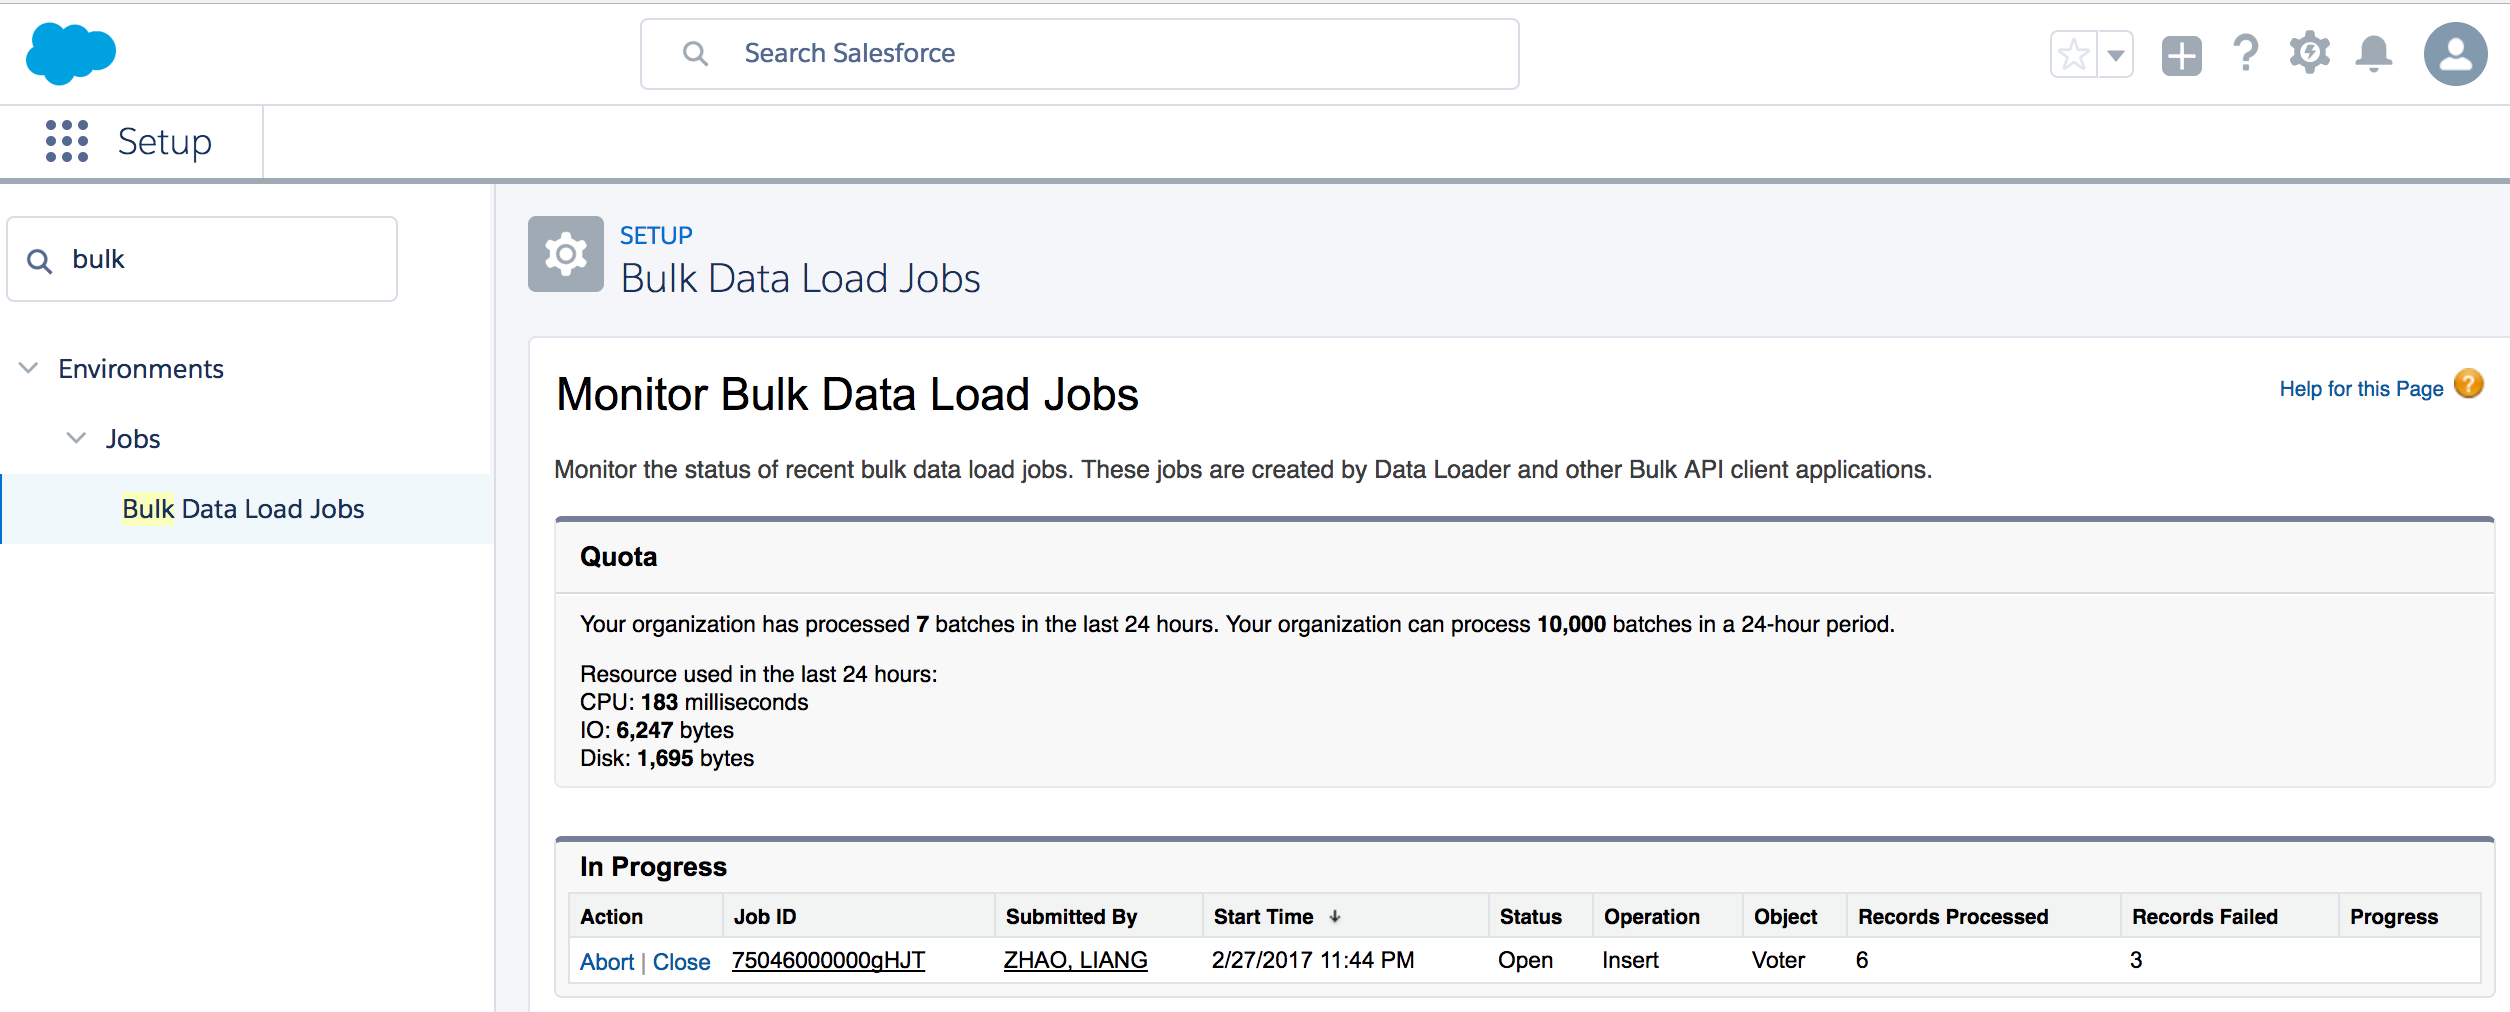 Search Salesforce
Setup
bulk
Environments
Jobs
Bulk Data Load Jobs
SETUP
Bulk Data Load Jobs
Monitor Bulk Data Load Jobs
Help for this Page ?
Monitor the status of recent bulk data load jobs. These jobs are created by Data Loader and other Bulk API client applications.
Quota
Your organization has processed 7 batches in the last 24 hours. Your organization can process 10,000 batches in a 24-hour period.
Resource used in the last 24 hours:
CPU: 183 milliseconds
IO: 6,247 bytes
Disk: 1,695 bytes
In Progress
Action Job ID Submitted By Start Time Status Operation Object Records Processed Records Failed Progress
Abort | Close 75046000000gHJT ZHAO, LIANG 2/27/2017 11:44 PM Open Insert Voter 6 3